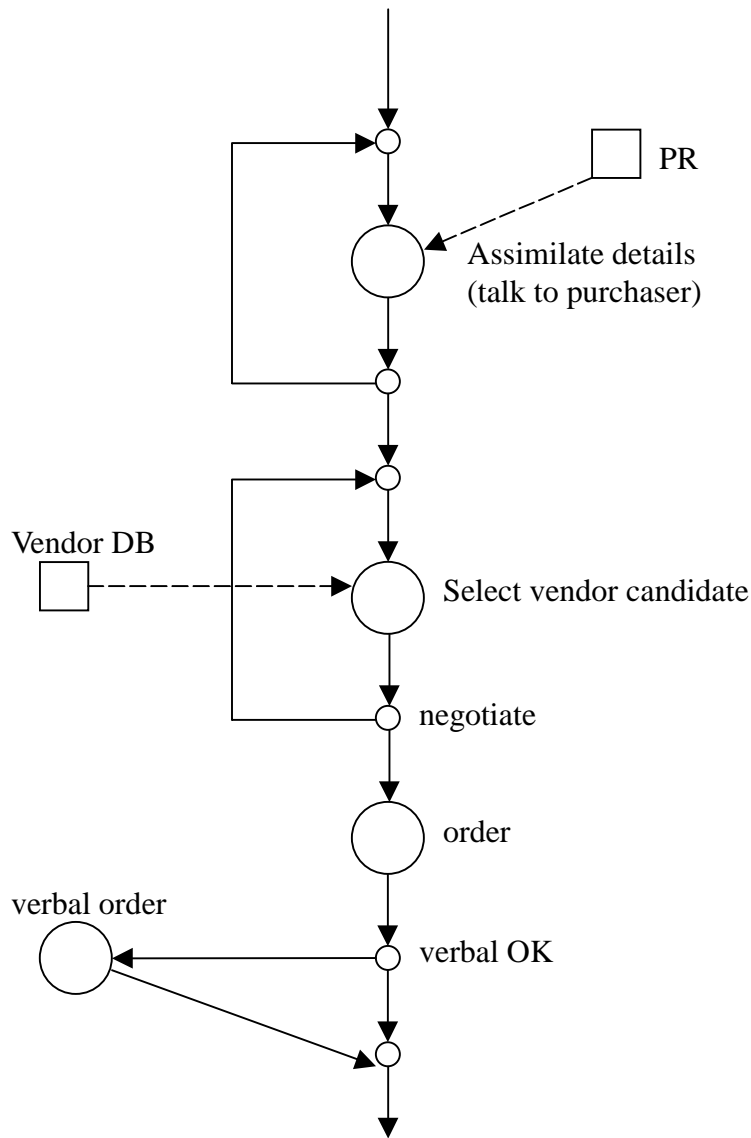 PR
Assimilate details
(talk to purchaser)
Vendor DB
Select vendor candidate
negotiate
order
verbal order
verbal OK